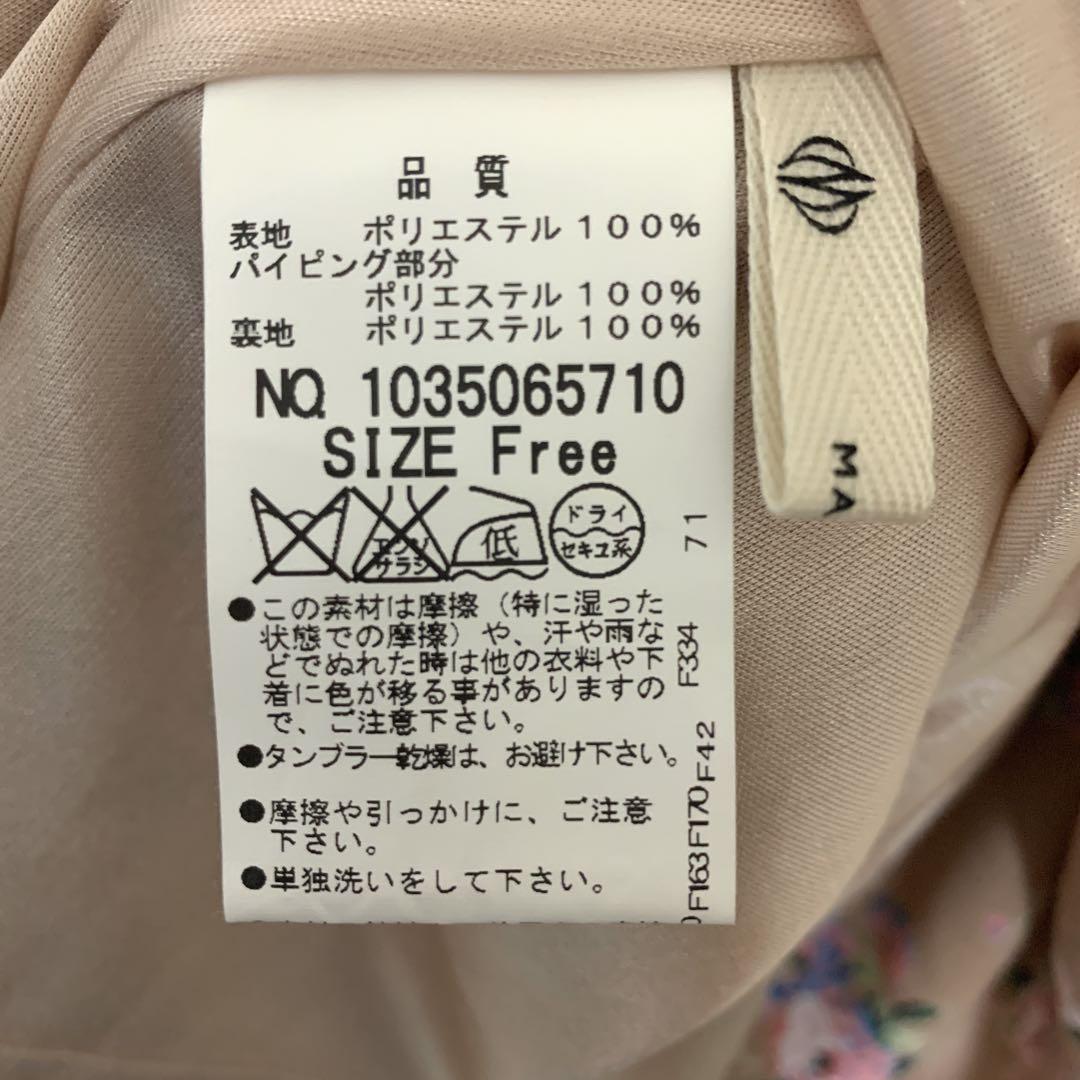 品 質
表地 ポリエステル 100%
パイピング部分
ポリエステル 100%
裏地 ポリエステル 100%
NO. 1035065710
SIZE Free
エンソ
サラシ
低
ドライ
セキユ系
●この素材は摩擦（特に湿った
状態での摩擦）や、汗や雨な
どでぬれた時は他の衣料や下
着に色が移る事がありますの
で、ご注意下さい。
●タンブラー乾燥は、お避け下さい。
●摩擦や引っかけに、ご注意
下さい。
●単独洗いをして下さい。
F163F170F42
F334 71
MA